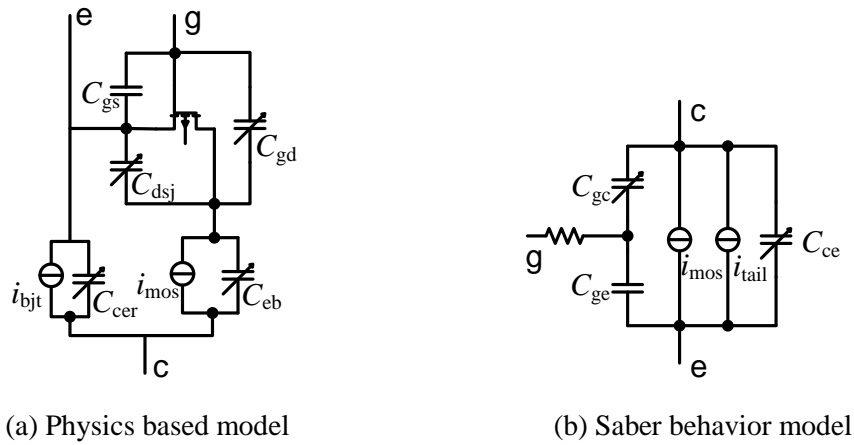 e
g
C_gs
C_gd
C_dsj
i_bjt
C_cer
i_mos
C_eb
c
(a) Physics based model
c
C_gc
g
C_ge
i_mos
i_tail
C_ce
e
(b) Saber behavior model